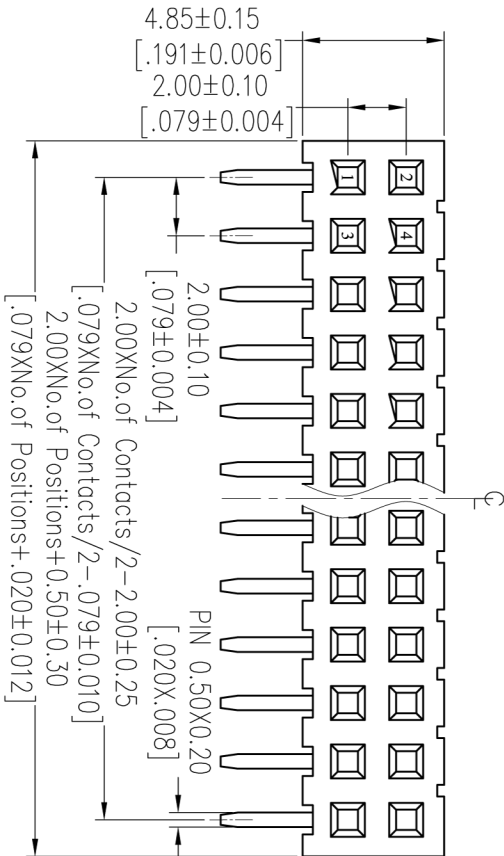 4.85±0.15
[.191±0.006]
2.00±0.10
[.079±0.004]
1
2
3
4
2.00±0.10
[.079±0.004]
2.00XNo.of Contacts/2-2.00±0.25
[.079XNo.of Contacts/2-.079±0.010]
2.00XNo.of Positions+0.50±0.30
[.079XNo.of Positions+.020±0.012]
PIN 0.50X0.20
[.020X.008]
CL